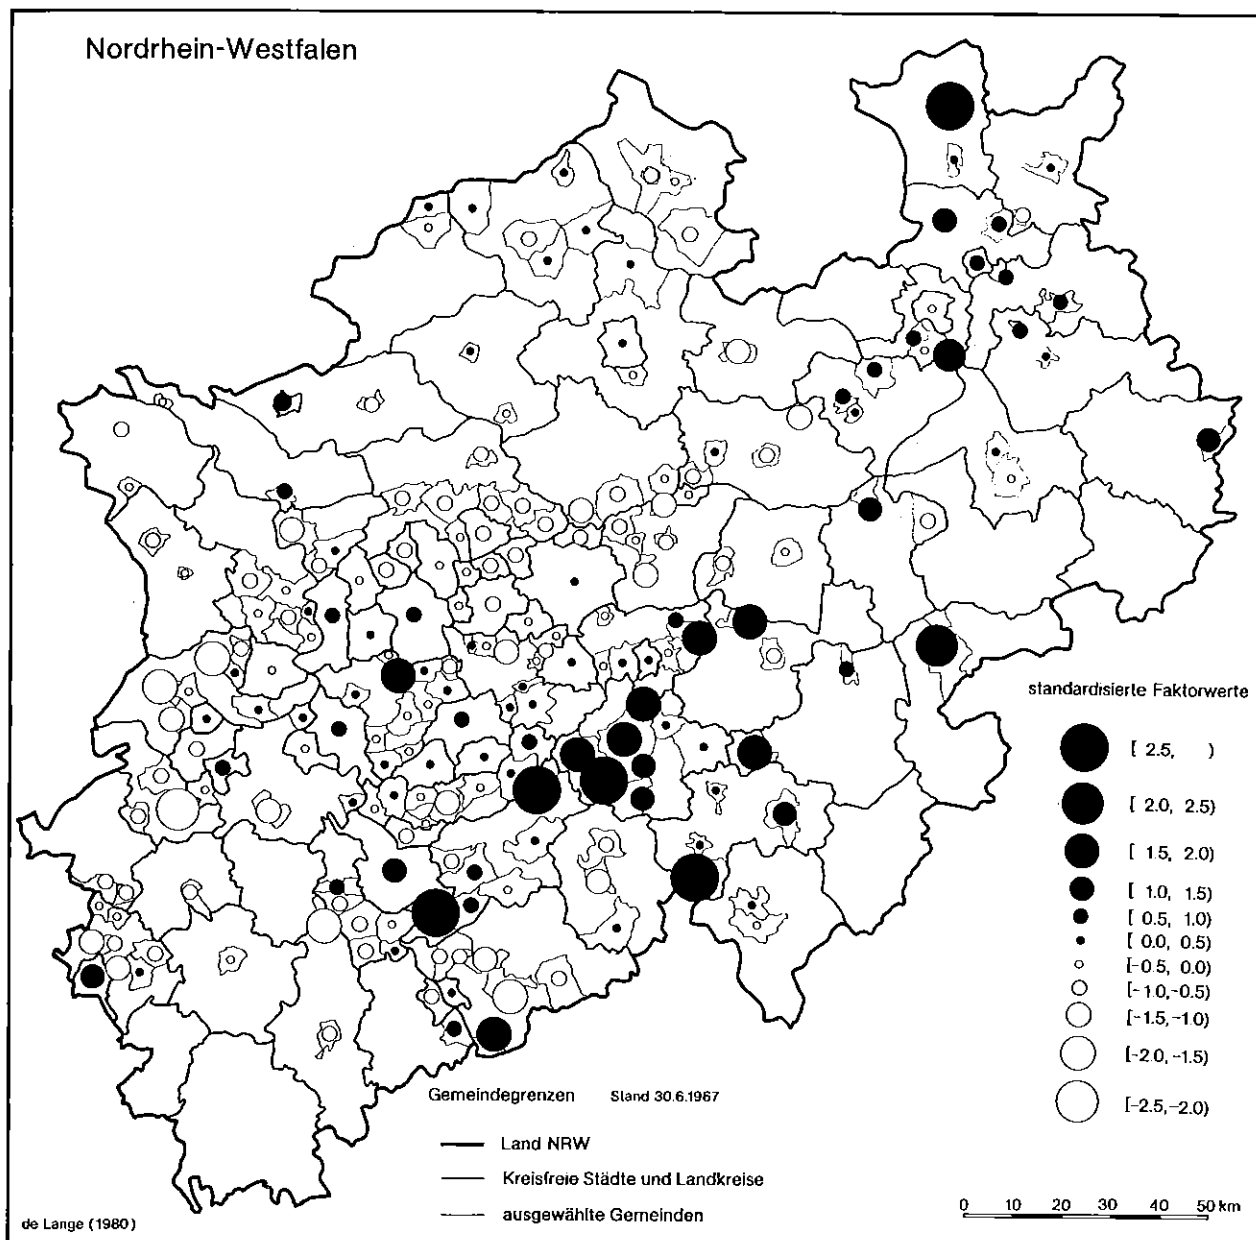 Nordrhein-Westfalen
standardisierte Faktorwerte
[ 2.5, )
[ 2.0, 2.5)
[ 1.5, 2.0)
[ 1.0, 1.5)
[ 0.5, 1.0)
[ 0.0, 0.5)
[-0.5, 0.0)
[-1.0,-0.5)
[-1.5,-1.0)
[-2.0,-1.5)
[-2.5,-2.0)
Gemeindegrenzen Stand 30.6.1967
Land NRW
Kreisfreie Städte und Landkreise
ausgewählte Gemeinden
0 10 20 30 40 50 km
de Lange (1980)